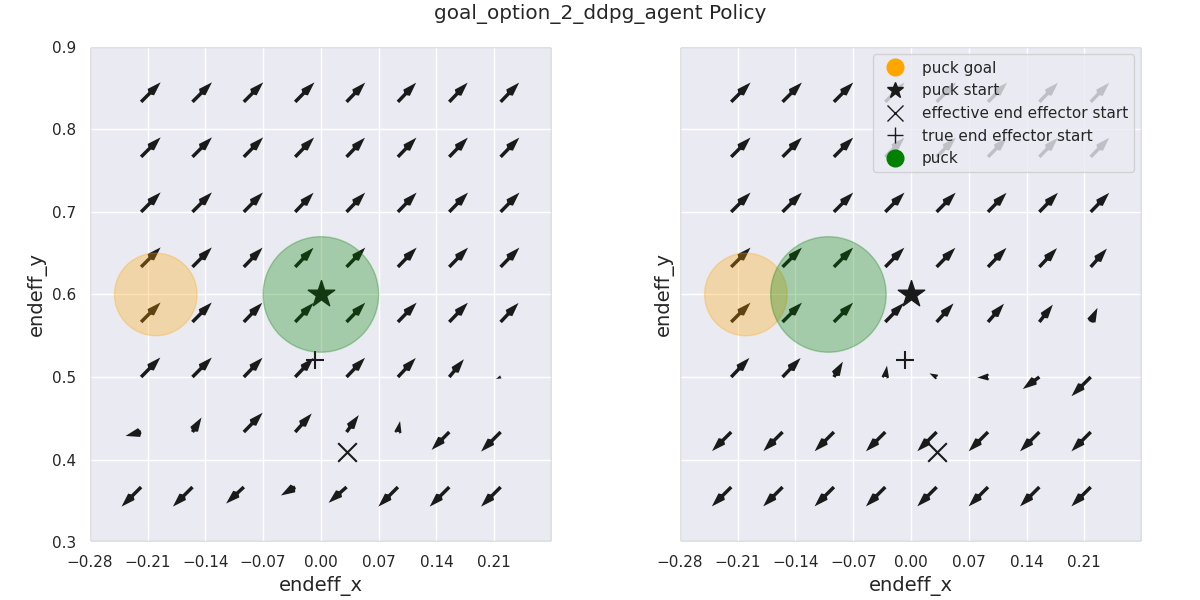 goal_option_2_ddpg_agent Policy
0.9
0.8
0.7
0.6
0.5
0.4
0.3
endeff_y
−0.28 −0.21 −0.14 −0.07 0.00 0.07 0.14 0.21
endeff_x
puck goal
puck start
effective end effector start
true end effector start
puck
endeff_y
−0.28 −0.21 −0.14 −0.07 0.00 0.07 0.14 0.21
endeff_x